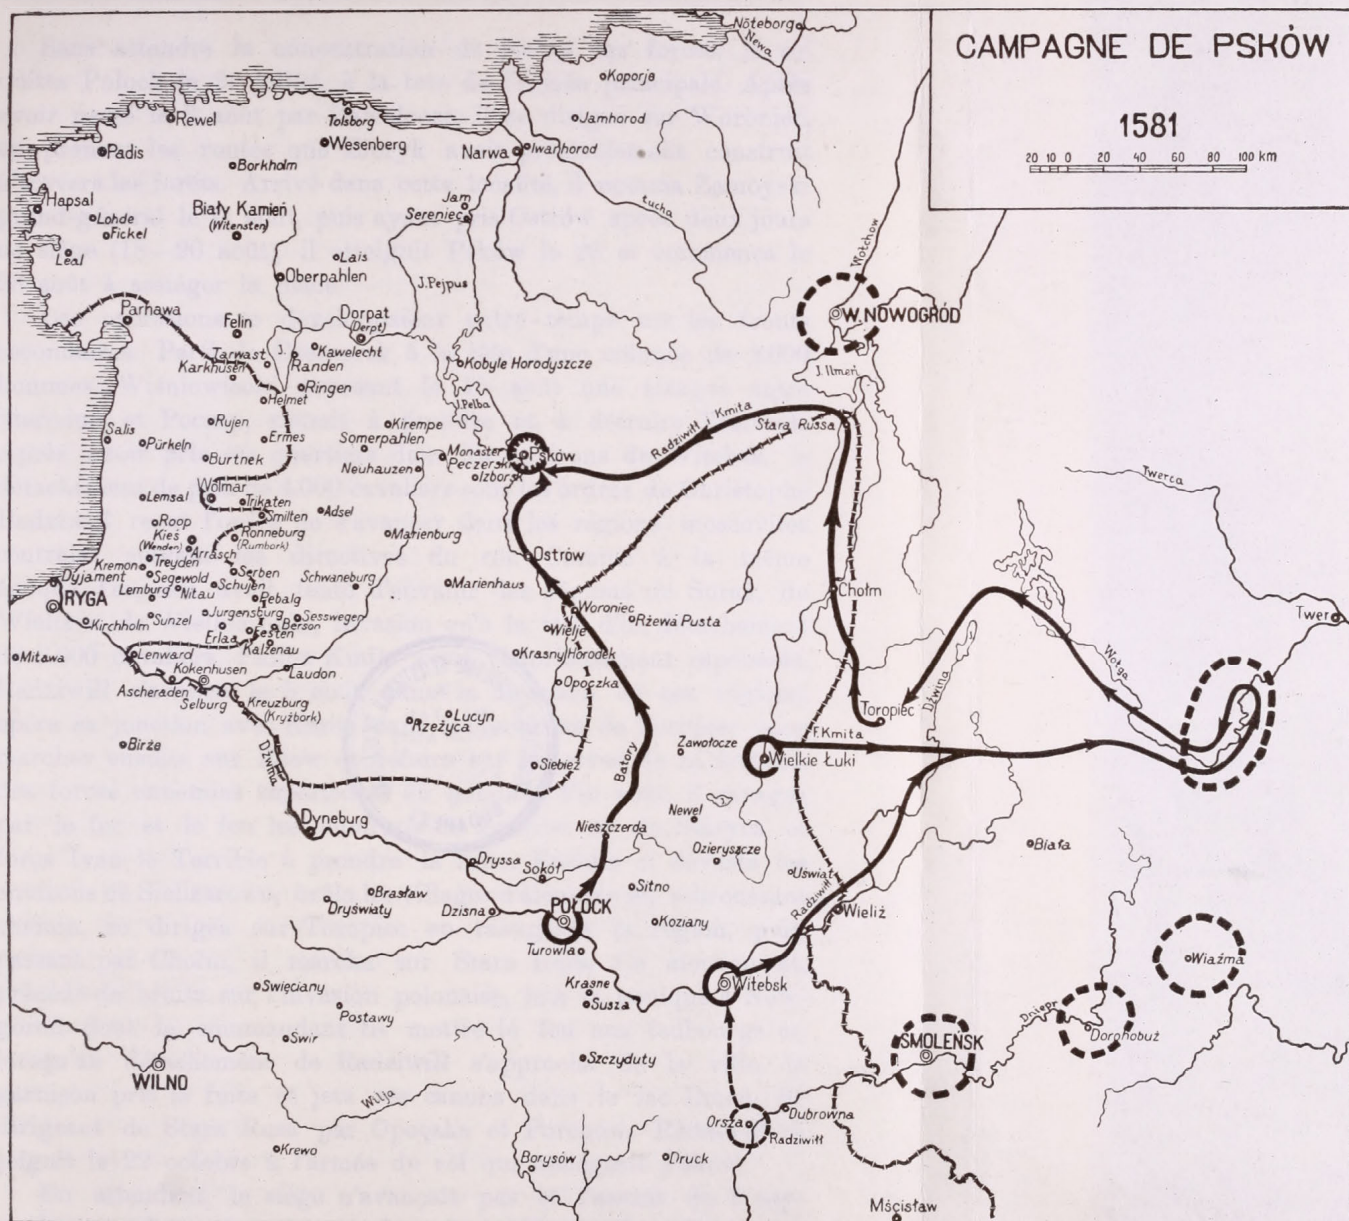 CAMPAGNE DE PSKÓW
1581
20 10 0 20 40 60 80 100 km
Nöteborg
Newa
Koporje
Jamhorod
Iwanhorod
Narwa
Łucha
Rewel
Tolsborg
Wesenberg
Padis
Borholm
Hapsal
Lohde
Fickel
Leal
Biały Kamień
(Witensten)
Jam
Sereniec
Lais
Oberpahlen
J. Pejpus
Wołchow
W. NOWOGRÓD
J. Ilmeń
Parnawa
Felin
Dorpat
(Derpt)
Tarwast
Kawelecht
Karkhusen
Randen
Ringen
Helmet
Kobyle Horodyszcze
J. Pelba
Kmita
Radziwiłł
Stara Russa
Salis
Rujen
Pürkeln
Ermes
Kirempe
Somerpahlen
Neuhauzen
Monaster
Peczerski
Psków
Izborsk
Burtnek
Wolmar
Lemsal
Trikaten
Smilten
Adsel
Roop
Kieś
(Wenden)
Ronneburg
(Rumbork)
Arrasch
Marienburg
Ostrów
Twerca
Kremon
Treyden
Segewold
Serben
Schujen
Schwaneburg
Marienhaus
Dyjament
RYGA
Lemburg
Nitau
Pebalg
Chołm
Woroniec
Wielje
Rżewa Pusta
Twer
Kirchholm
Sunzel
Jurgensburg
Sesswegen
Berson
Erlaa
Festen
Kalzenau
Krasny Horodek
Wołga
Mitawa
Lenward
Kokenhusen
Laudon
Opoczka
Dźwina
Ascheraden
Selburg
Kreuzburg
(Kryżbork)
Toropiec
Rzeżyca
Lucyn
F. Kmita
Zawołocze
Wielkie Łuki
Birże
Dźwina
Siebież
Batory
Newel
Dyneburg
Nieszczerda
Ozieryszcze
Biała
Dryssa
Sokół
Uświat
Brasław
Sitno
Dryświaty
Dzisna
POŁOCK
Koziany
Radziwiłł
Wieliż
Turowla
Wiaźma
Święciany
Krasne
Susza
Witebsk
Postawy
Dniepr
Dorohobuż
Świr
SMOLEŃSK
WILNO
Szczyduty
Wilja
Dubrowna
Orsza
Radziwiłł
Krewo
Borysów
Druck
Mścisław